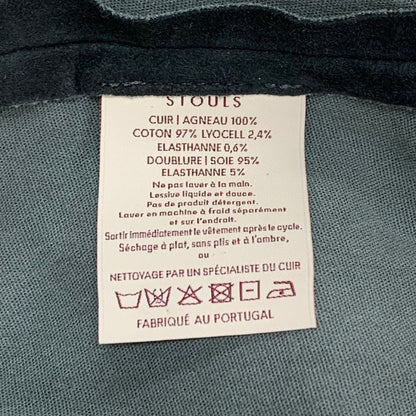 STOULS
CUIR | AGNEAU 100%
COTON 97% LYOCELL 2,4%
ELASTHANNE 0,6%
DOUBLURE | SOIE 95%
ELASTHANNE 5%
Ne pas laver à la main.
Lessive liquide et douce.
Pas de produit détergent.
Laver en machine à froid séparément
et sur l'endroit.
Sortir immédiatement le vêtement après le cycle.
Séchage à plat, sans plis et à l'ombre,
ou
NETTOYAGE PAR UN SPÉCIALISTE DU CUIR
FABRIQUÉ AU PORTUGAL